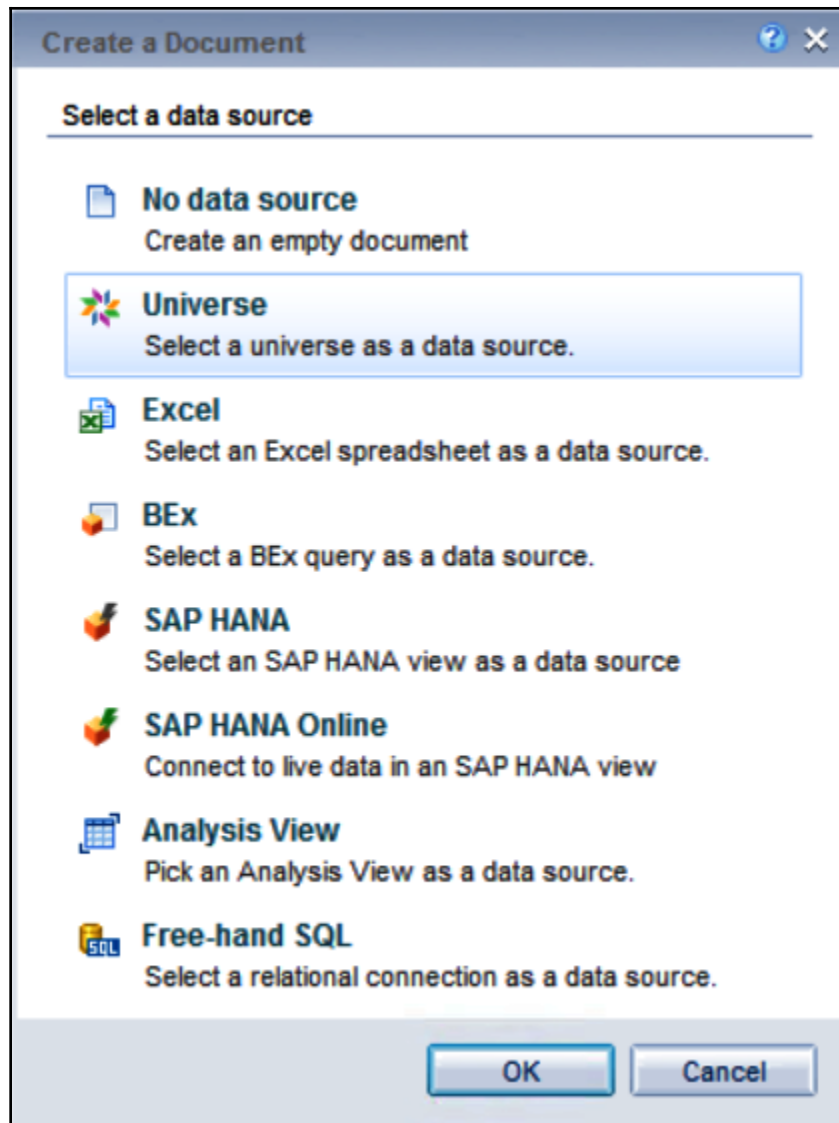 Create a Document
Select a data source
No data source
Create an empty document
Universe
Select a universe as a data source.
Excel
Select an Excel spreadsheet as a data source.
BEx
Select a BEx query as a data source.
SAP HANA
Select an SAP HANA view as a data source
SAP HANA Online
Connect to live data in an SAP HANA view
Analysis View
Pick an Analysis View as a data source.
SQL
Free-hand SQL
Select a relational connection as a data source.
OK
Cancel